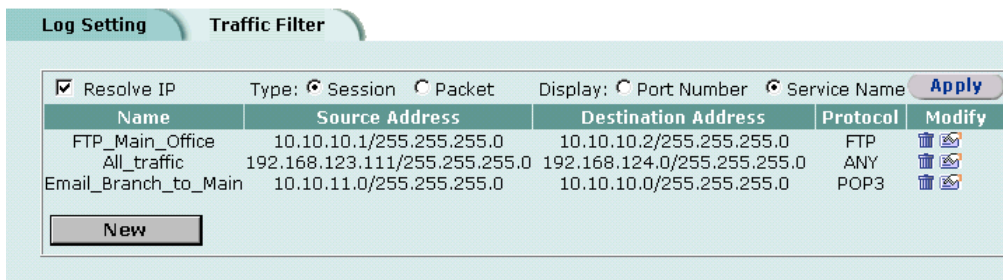 Log Setting Traffic Filter
Resolve IP Type: Session Packet Display: Port Number Service Name Apply
Name Source Address Destination Address Protocol Modify
FTP_Main_Office 10.10.10.1/255.255.255.0 10.10.10.2/255.255.255.0 FTP
All_traffic 192.168.123.111/255.255.255.0 192.168.124.0/255.255.255.0 ANY
Email_Branch_to_Main 10.10.11.0/255.255.255.0 10.10.10.0/255.255.255.0 POP3
New